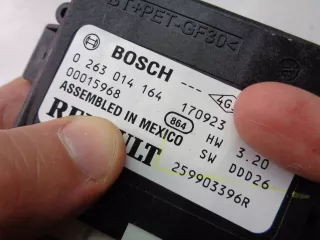 BT+PET-GF30<
BOSCH --- 4G
0 263 014 164 170923
00015968 864 HW 3.20
ASSEMBLED IN MEXICO SW DDD26
259903396R